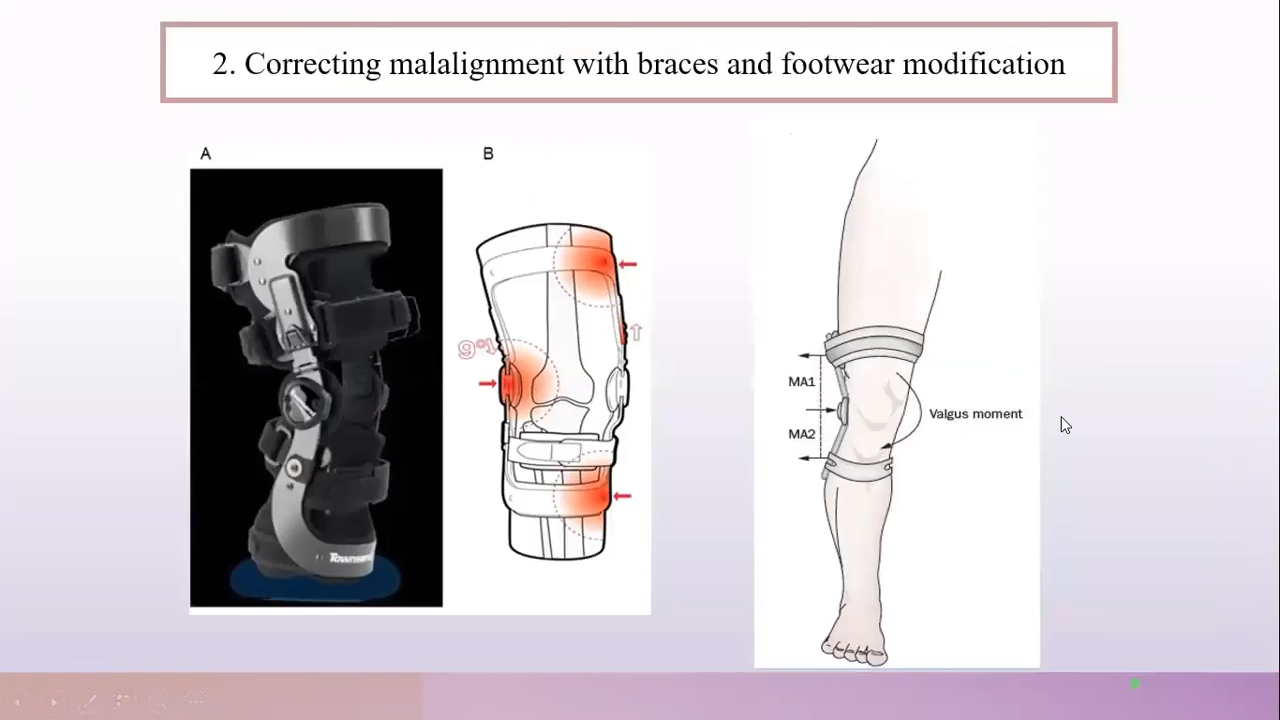 2. Correcting malalignment with braces and footwear modification
A
B
9°
TOWNSEND
MA1
MA2
Valgus moment